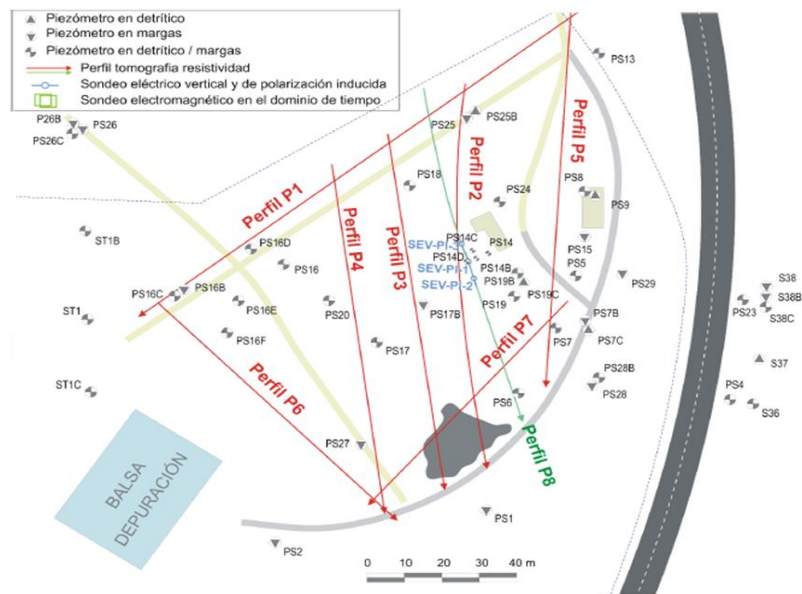 Piezómetro en detrítico
Piezómetro en margas
Piezómetro en detrítico / margas
Perfil tomografia resistividad
Sondeo eléctrico vertical y de polarización inducida
Sondeo electromagnético en el dominio de tiempo
PS13
P26B
PS26
PS26C
PS25
PS25B
Perfil P5
Perfil P2
PS18
PS8
PS24
PS9
Perfil P1
ST1B
PS16D
PS14C
SEV-PI-3
PS14
PS15
PS14D
PS16
Perfil P4
Perfil P3
SEV-PI-1
PS14B
PS5
PS29
SEV-PI-2
PS19B
S38
PS16C
PS16B
PS19
PS19C
S38B
PS16E
PS20
PS17B
PS23
S38C
ST1
Perfil P7
PS7B
PS16F
PS17
PS7
PS7C
S37
Perfil P6
PS28B
ST1C
PS6
PS28
PS4
S36
Perfil P8
BALSA
DEPURACIÓN
PS27
PS1
PS2
0 10 20 30 40 m